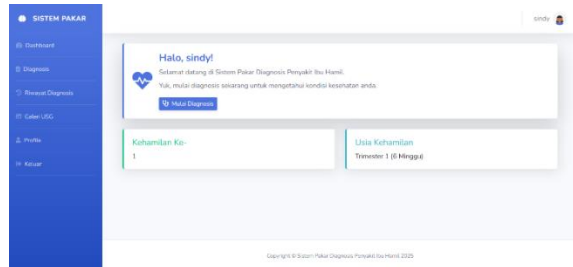 SISTEM PAKAR
sindy
Dashboard
Diagnosis
Riwayat Diagnosis
Galeri USG
Profile
Keluar
Halo, sindy!
Selamat datang di Sistem Pakar Diagnosis Penyakit Ibu Hamil.
Yuk, mulai diagnosis sekarang untuk mengetahui kondisi kesehatan anda.
Mulai Diagnosis
Kehamilan Ke-
1
Usia Kehamilan
Trimester 1 (6 Minggu)
Copyright © Sistem Pakar Diagnosis Penyakit Ibu Hamil 2025